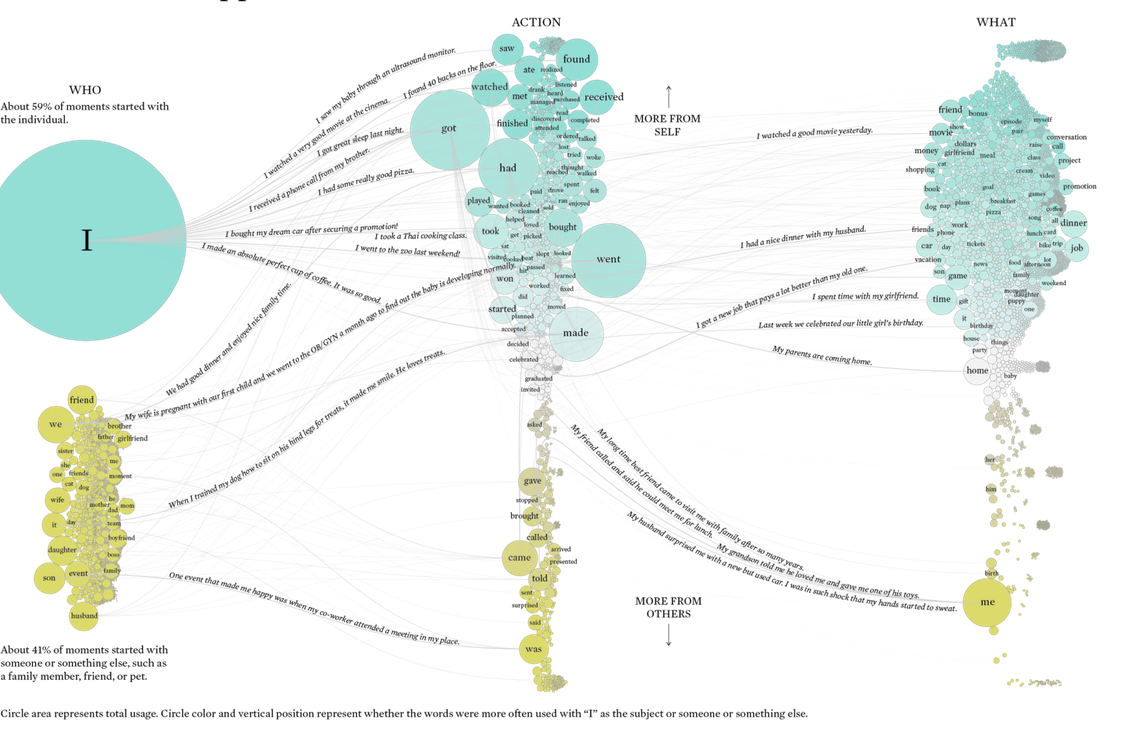 ACTION
WHAT
WHO
About 59% of moments started with
the individual.
I
MORE FROM
SELF
MORE FROM
OTHERS
I saw my baby through an ultrasound monitor.
I found 40 backs on the floor.
I watched a very good movie at the cinema.
I got great sleep last night.
I received a phone call from my brother.
I had some really good pizza.
I bought my dream car after securing a promotion!
I took a Thai cooking class.
I went to the zoo last weekend!
I made an absolute perfect cup of coffee. It was so good.
We had good dinner and enjoyed nice family time.
My wife is pregnant with our first child and we went to the OB/GYN a month ago to find out the baby is developing normally.
When I trained my dog how to sit on his hind legs for treats, it made me smile. He loves treats.
One event that made me happy was when my co-worker attended a meeting in my place.
I watched a good movie yesterday.
I had a nice dinner with my husband.
I got a new job that pays a lot better than my old one.
I spent time with my girlfriend.
Last week we celebrated our little girl's birthday.
My parents are coming home.
My long time best friend came to visit me with family after so many years.
My friend called and said he could meet me for lunch.
My grandson told me he loved me and gave me one of his toys.
My husband surprised me with a new but used car. I was in such shock that my hands started to sweat.
friend
we
brother
father
girlfriend
sister
she
me
one
friends
moment
cat
dog
wife
he
mother
dad
mom
it
day
team
boyfriend
daughter
boss
son
event
family
husband
About 41% of moments started with
someone or something else, such as
a family member, friend, or pet.
saw
found
ate
realized
watched
listened
drank
heard
met
managed
purchased
received
read
got
finished
discovered
completed
attended
ordered
talked
lost
tried
woke
had
thought
reached
walked
spent
paid
drove
felt
played
wanted
booked
ran
enjoyed
cleaned
sold
helped
loved
took
bought
get
picked
sat
slept
looked
visited
cooked
beat
went
passed
won
learned
worked
fixed
did
started
moved
planned
accepted
made
decided
celebrated
graduated
invited
asked
gave
stopped
brought
called
came
arrived
presented
told
sent
surprised
said
was
friend
bonus
episode
myself
show
movie
pair
conversation
dollars
raise
call
money
girlfriend
meal
class
project
cat
shopping
cream
video
book
goal
promotion
games
dog
nap
plans
breakfast
coffee
pizza
song
all
dinner
friends
phone
work
lunch
card
car
day
tickets
bike
trip
job
vacation
news
food
afternoon
lot
son
game
family
weekend
moment
daughter
time
gift
puppy
one
it
birthday
house
things
party
home
baby
her
him
birth
me
Circle area represents total usage. Circle color and vertical position represent whether the words were more often used with “I” as the subject or someone or something else.